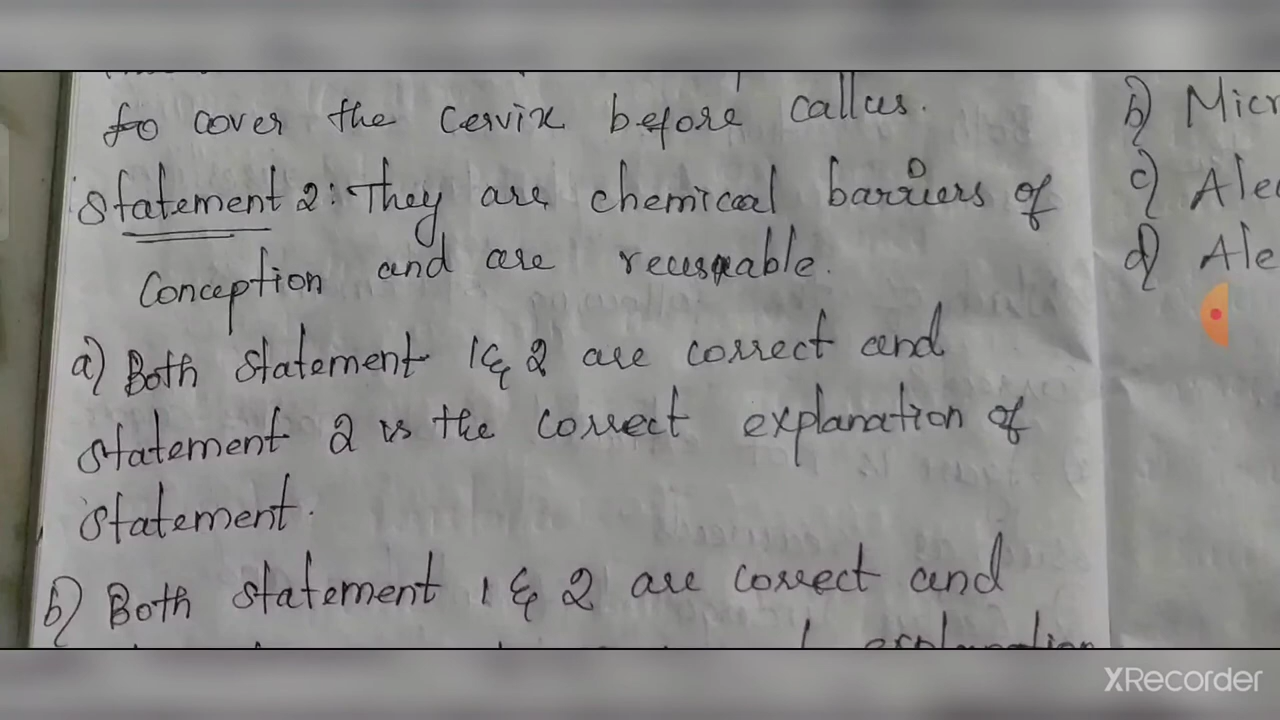 to cover the cervix before callus.
Statement 2: They are chemical barriers of
Conception and are reuseable.
a) Both Statement 1 & 2 are correct and
Statement 2 is the correct explanation of
Statement.
b) Both statement 1 & 2 are correct and
explanation
b) Micr
c) Ale
d) Ale
XRecorder